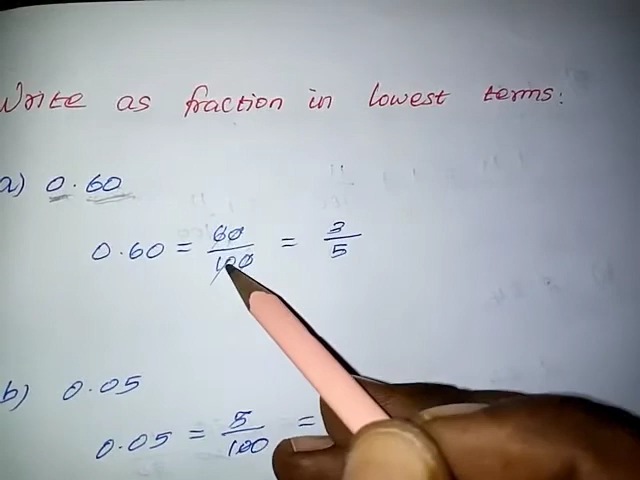 Write as fraction in lowest terms:
a) 0.60
0.60 = 60/100 = 3/5
b) 0.05
0.05 = 5/100 =